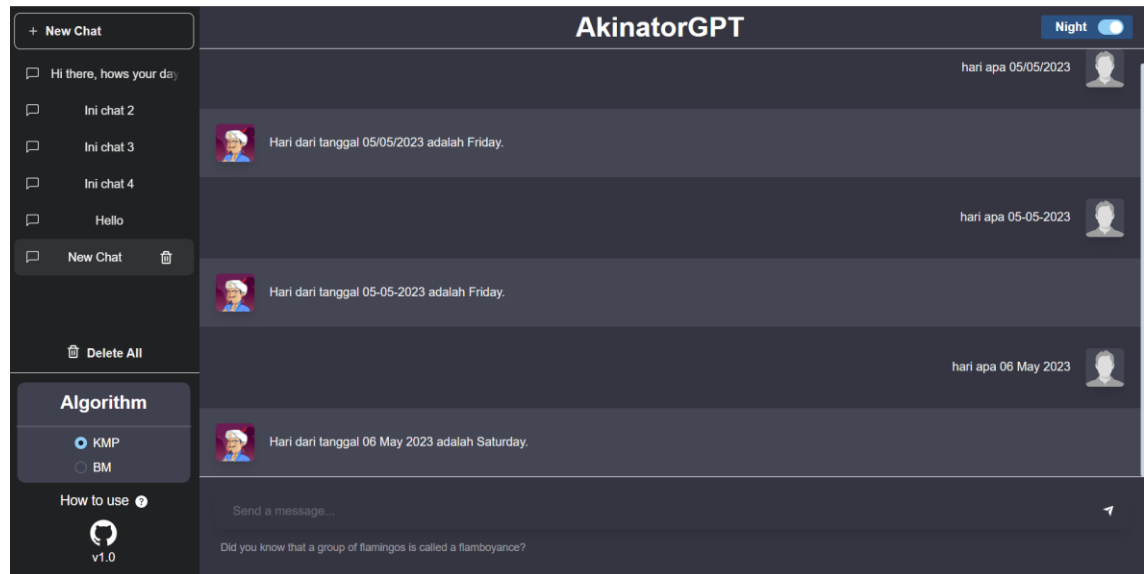 + New Chat
Hi there, hows your day
Ini chat 2
Ini chat 3
Ini chat 4
Hello
New Chat
Delete All
Algorithm
KMP
BM
How to use ?
v1.0
AkinatorGPT
Night
hari apa 05/05/2023
Hari dari tanggal 05/05/2023 adalah Friday.
hari apa 05-05-2023
Hari dari tanggal 05-05-2023 adalah Friday.
hari apa 06 May 2023
Hari dari tanggal 06 May 2023 adalah Saturday.
Send a message...
Did you know that a group of flamingos is called a flamboyance?